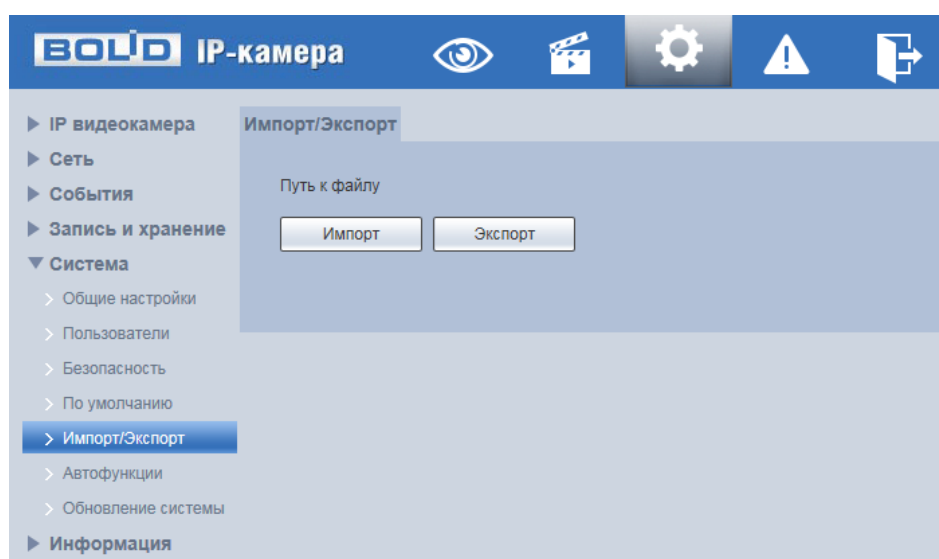 BOLID IP-камера
IP видеокамера
Сеть
События
Запись и хранение
Система
Общие настройки
Пользователи
Безопасность
По умолчанию
Импорт/Экспорт
Автофункции
Обновление системы
Информация
Импорт/Экспорт
Путь к файлу
Импорт Экспорт